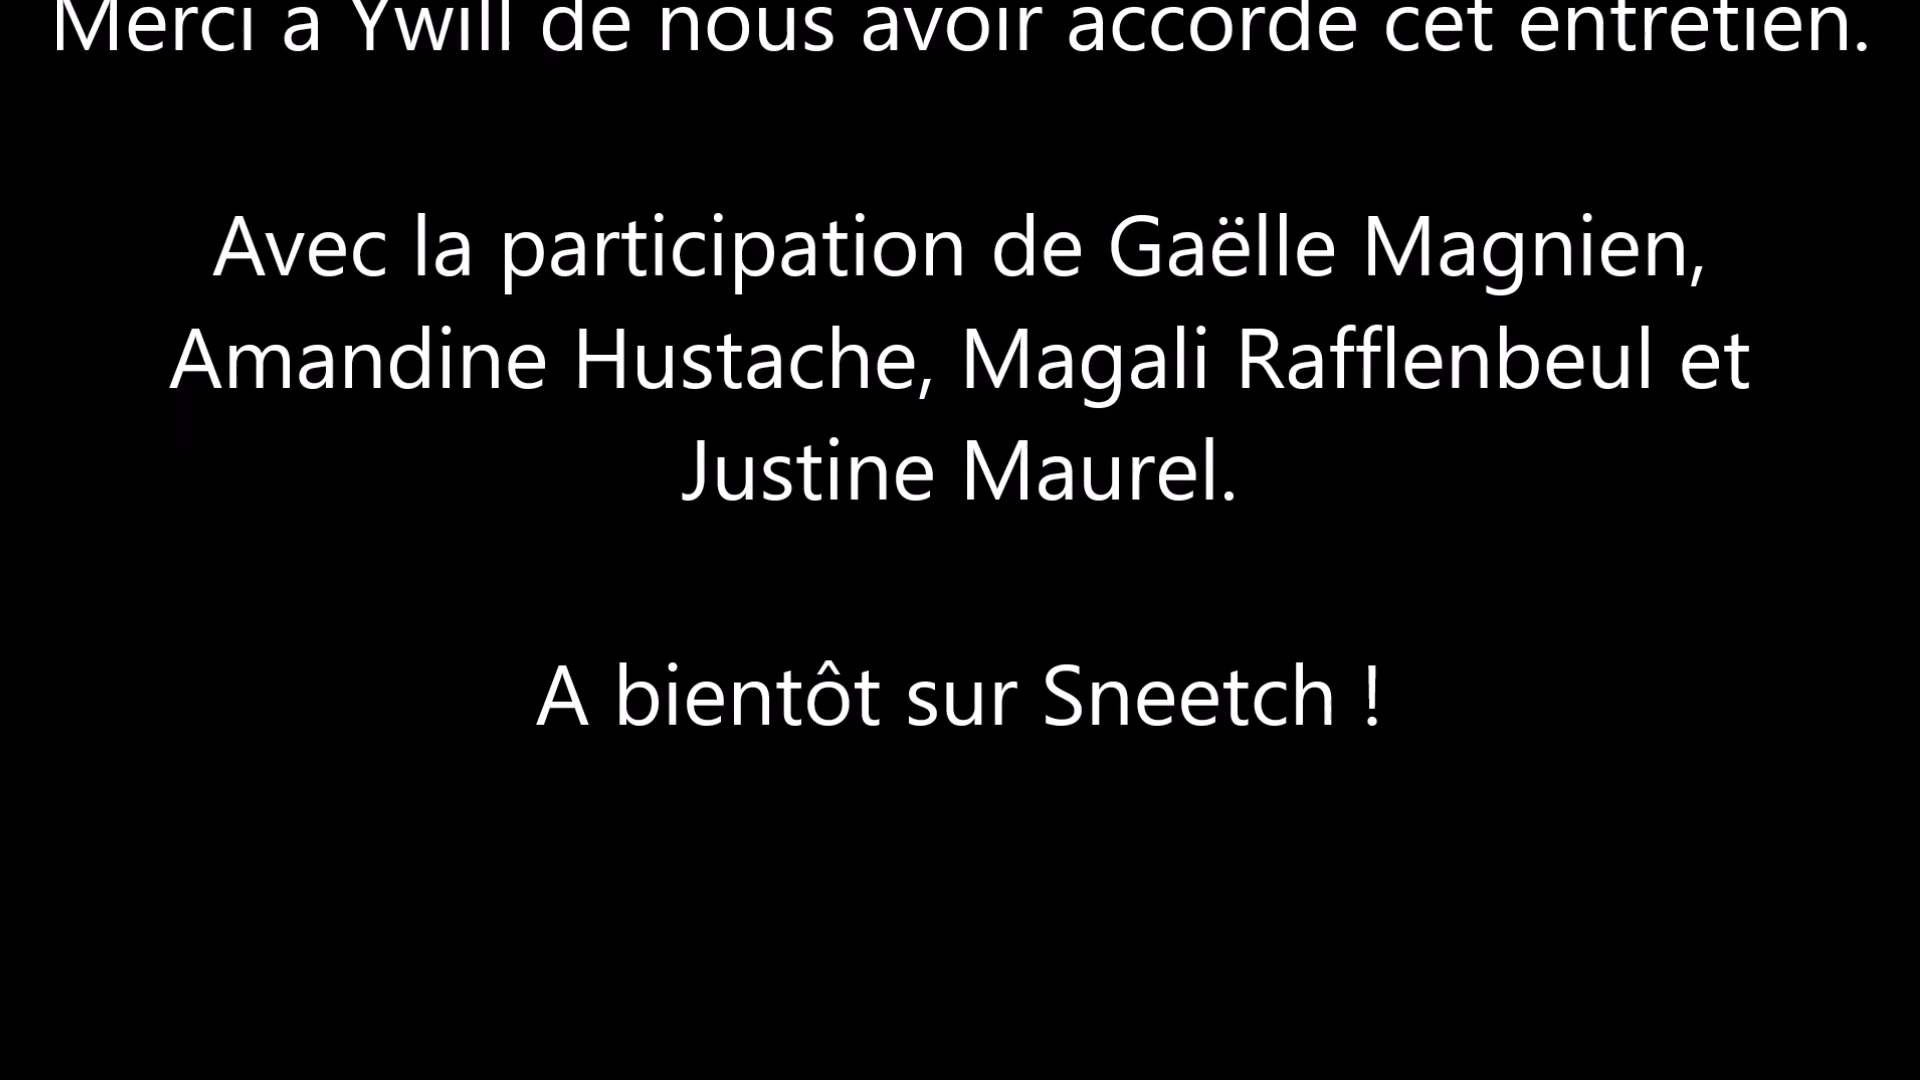 Merci à Ywill de nous avoir accordé cet entretien.
Avec la participation de Gaëlle Magnien,
Amandine Hustache, Magali Rafflenbeul et
Justine Maurel.
A bientôt sur Sneetch !